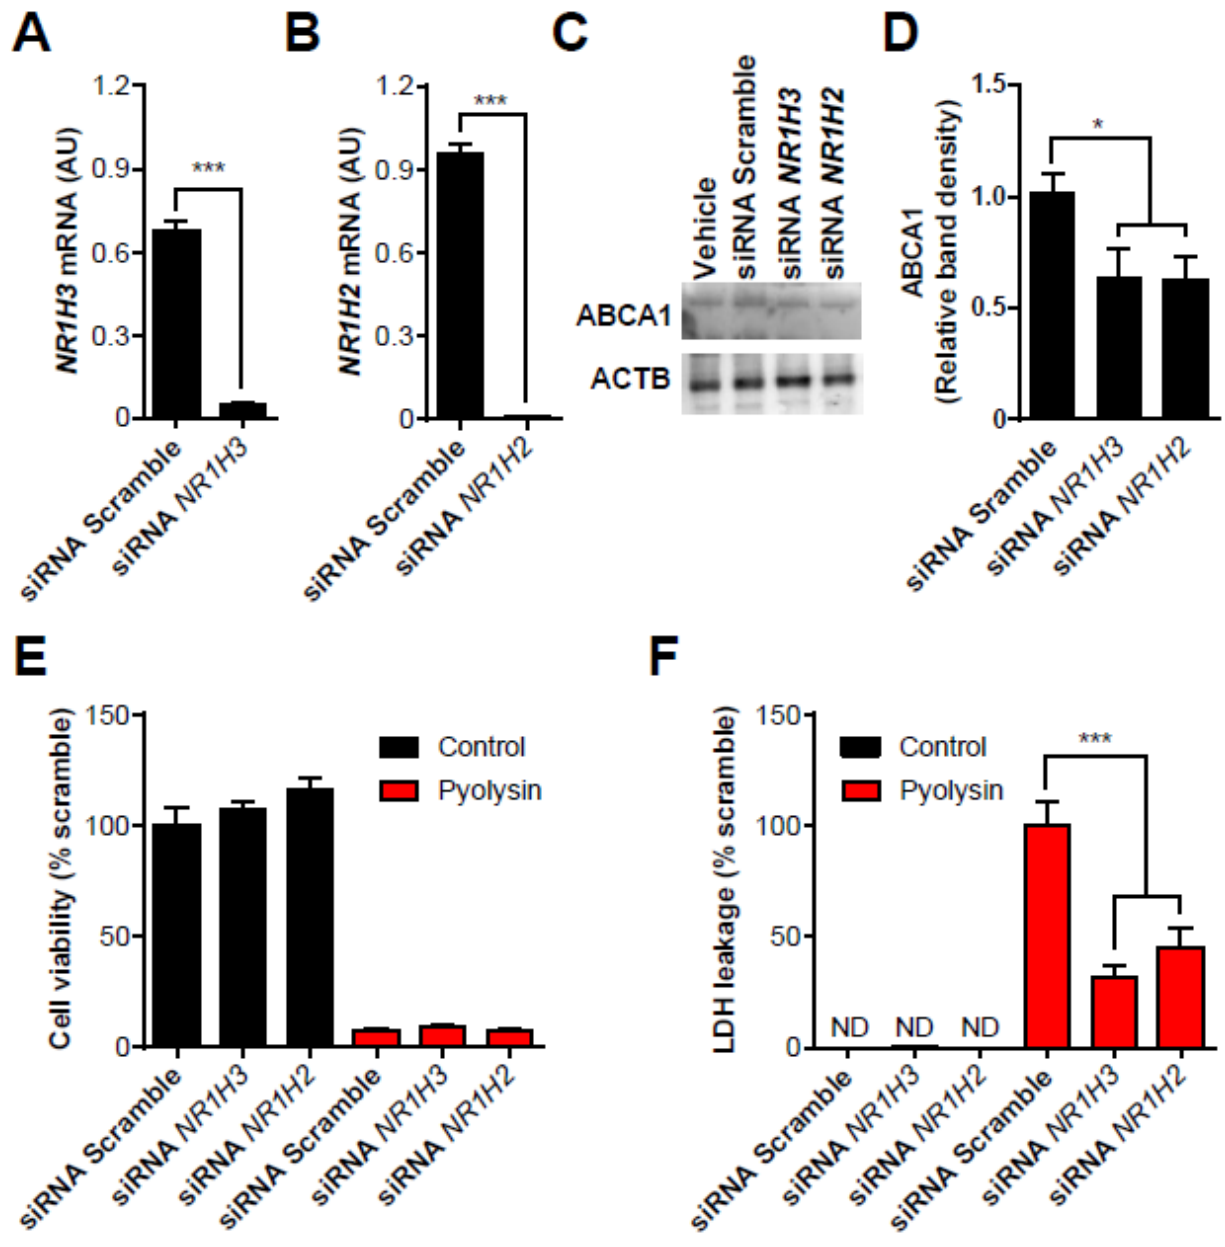 A
NR1H3 mRNA (AU)
1.2
0.9
0.6
0.3
0
***
siRNA Scramble
siRNA NR1H3
B
NR1H2 mRNA (AU)
1.2
0.9
0.6
0.3
0
***
siRNA Scramble
siRNA NR1H2
C
Vehicle
siRNA Scramble
siRNA NR1H3
siRNA NR1H2
ABCA1
ACTB
D
ABCA1
(Relative band density)
1.5
1.0
0.5
0
*
siRNA Sramble
siRNA NR1H3
siRNA NR1H2
E
Cell viability (% scramble)
150
100
50
0
Control
Pyolysin
siRNA Scramble
siRNA NR1H3
siRNA NR1H2
siRNA Scramble
siRNA NR1H3
siRNA NR1H2
F
LDH leakage (% scramble)
150
100
50
0
Control
Pyolysin
***
ND
ND
ND
siRNA Scramble
siRNA NR1H3
siRNA NR1H2
siRNA Scramble
siRNA NR1H3
siRNA NR1H2